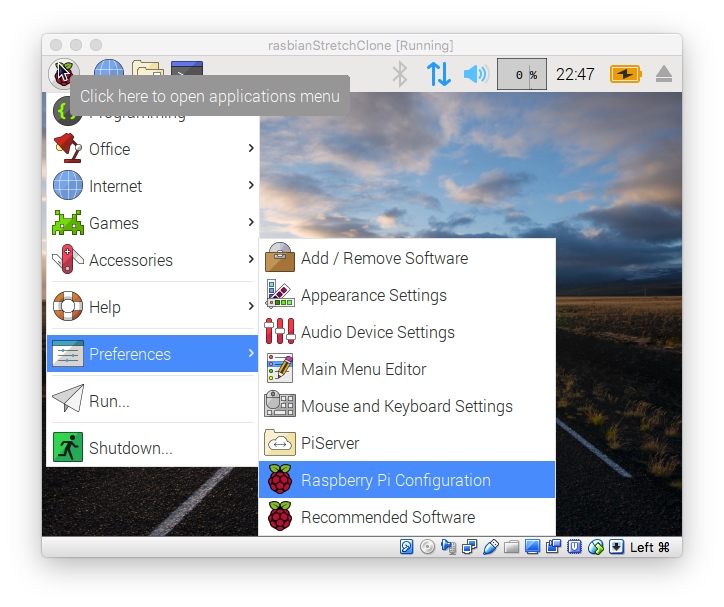 rasbianStretchClone [Running]
0 %
22:47
Click here to open applications menu
Programming
Office
Internet
Games
Accessories
Help
Preferences
Run...
Shutdown...
Add / Remove Software
Appearance Settings
Audio Device Settings
Main Menu Editor
Mouse and Keyboard Settings
PiServer
Raspberry Pi Configuration
Recommended Software
Left ⌘